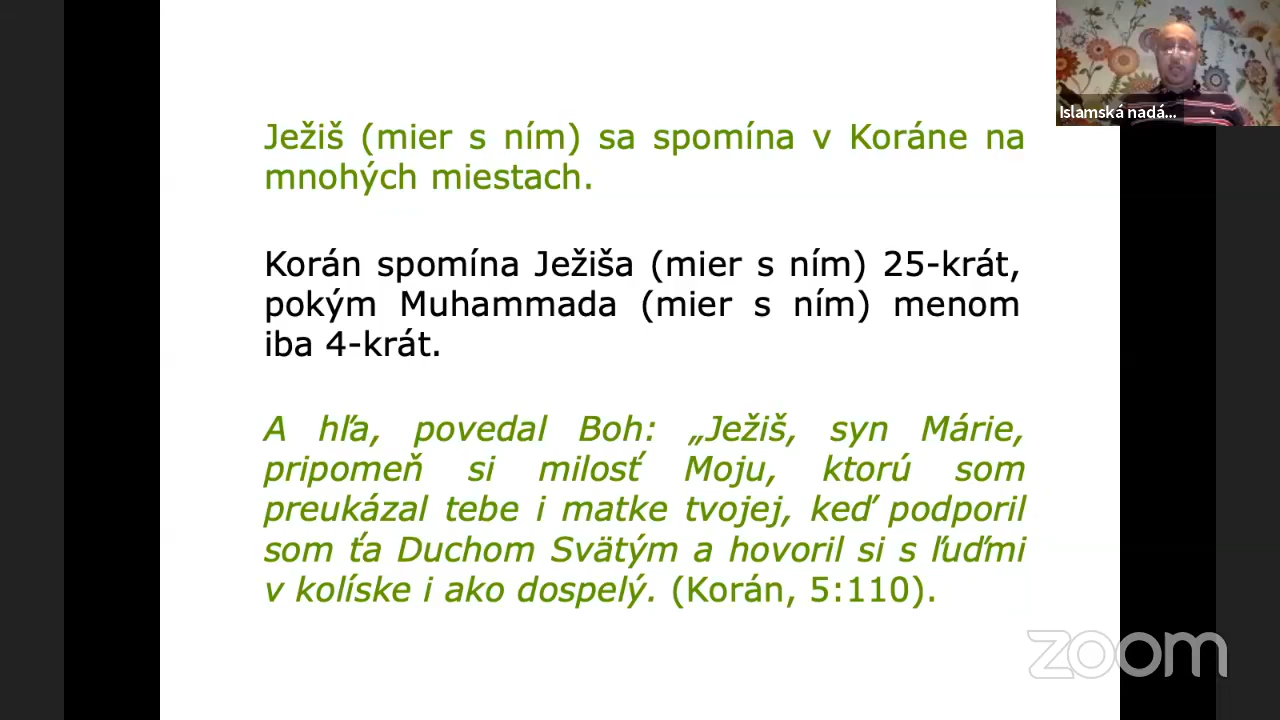 Ježiš (mier s ním) sa spomína v Koráne na
mnohých miestach.
Korán spomína Ježiša (mier s ním) 25-krát,
pokým Muhammada (mier s ním) menom
iba 4-krát.
A hľa, povedal Boh: „Ježiš, syn Márie,
pripomeň si milosť Moju, ktorú som
preukázal tebe i matke tvojej, keď podporil
som ťa Duchom Svätým a hovoril si s ľuďmi
v kolíske i ako dospelý. (Korán, 5:110).
Islamská nadá...
zoom